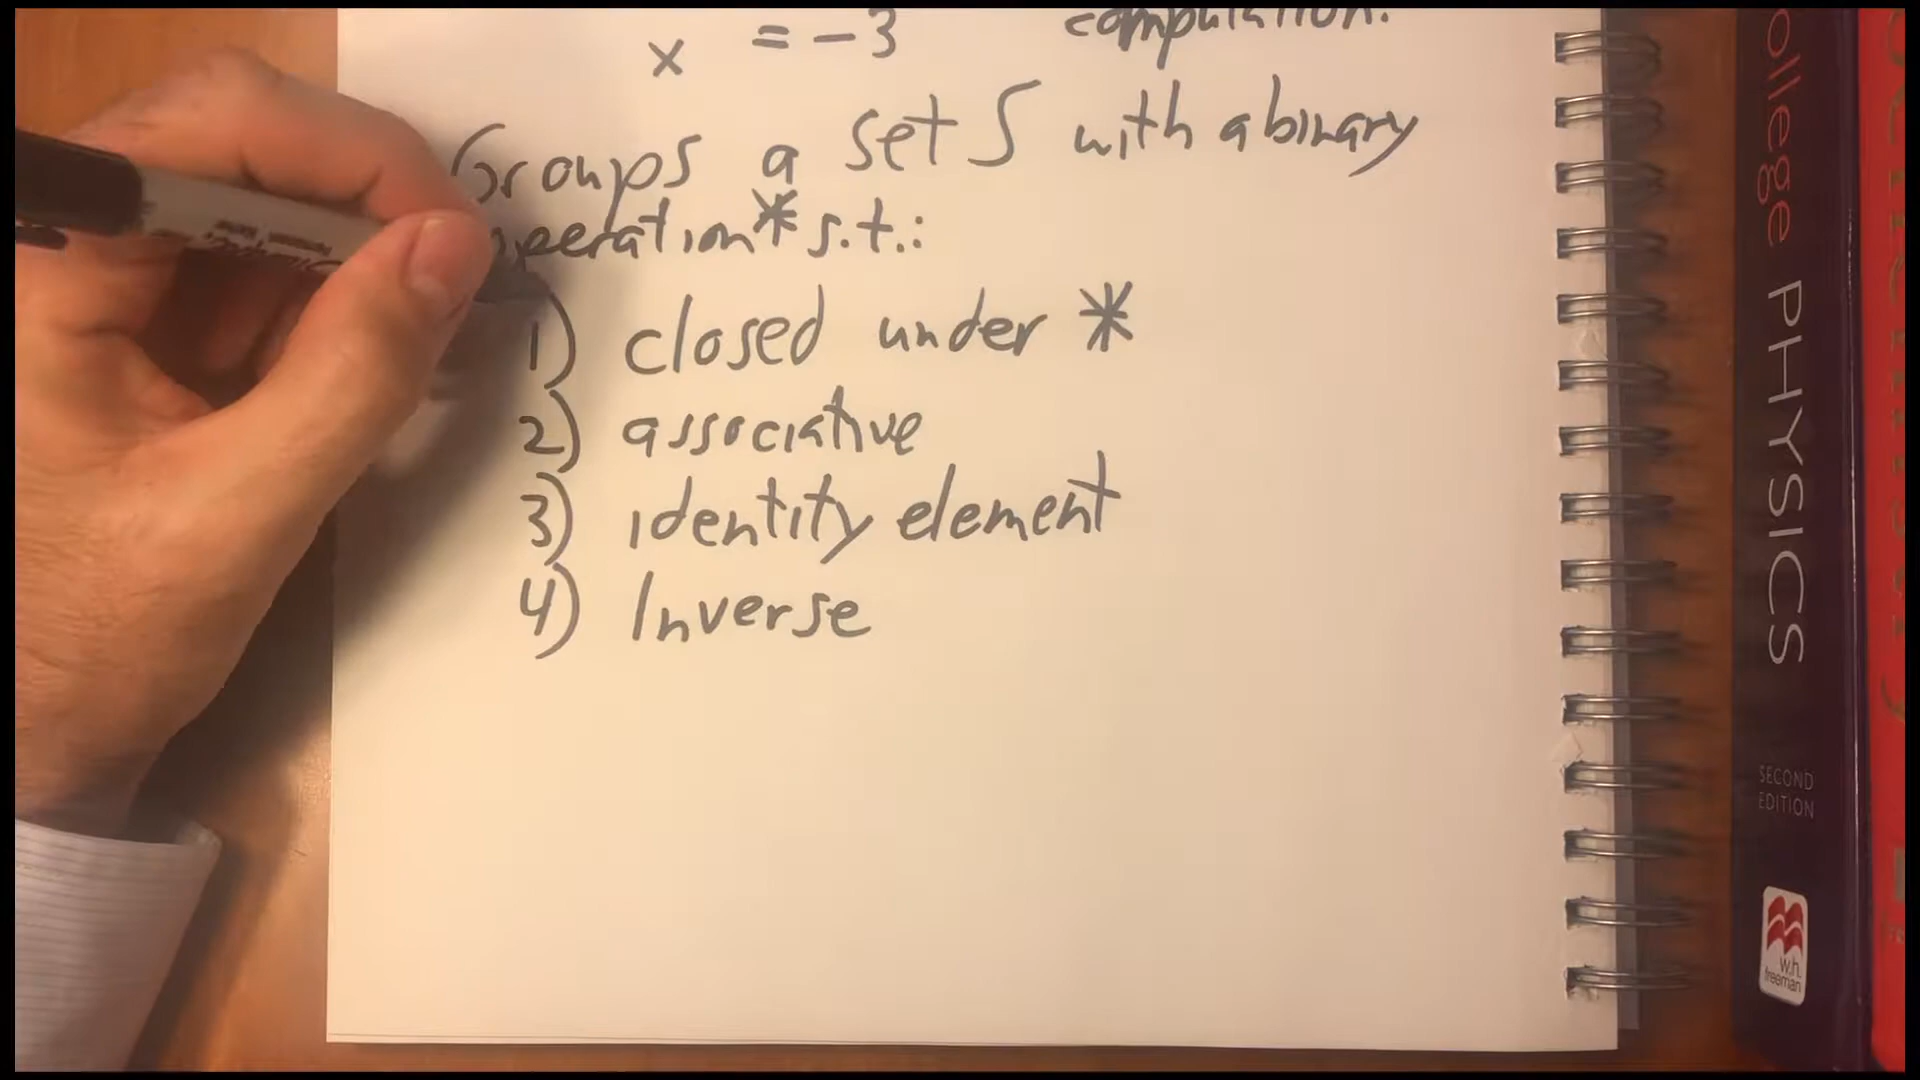 x = -3 computation.
Groups a set S with a binary
operation * s.t.:
1) closed under *
2) associative
3) identity element
4) Inverse
College PHYSICS
SECOND
EDITION
w.h.
freeman